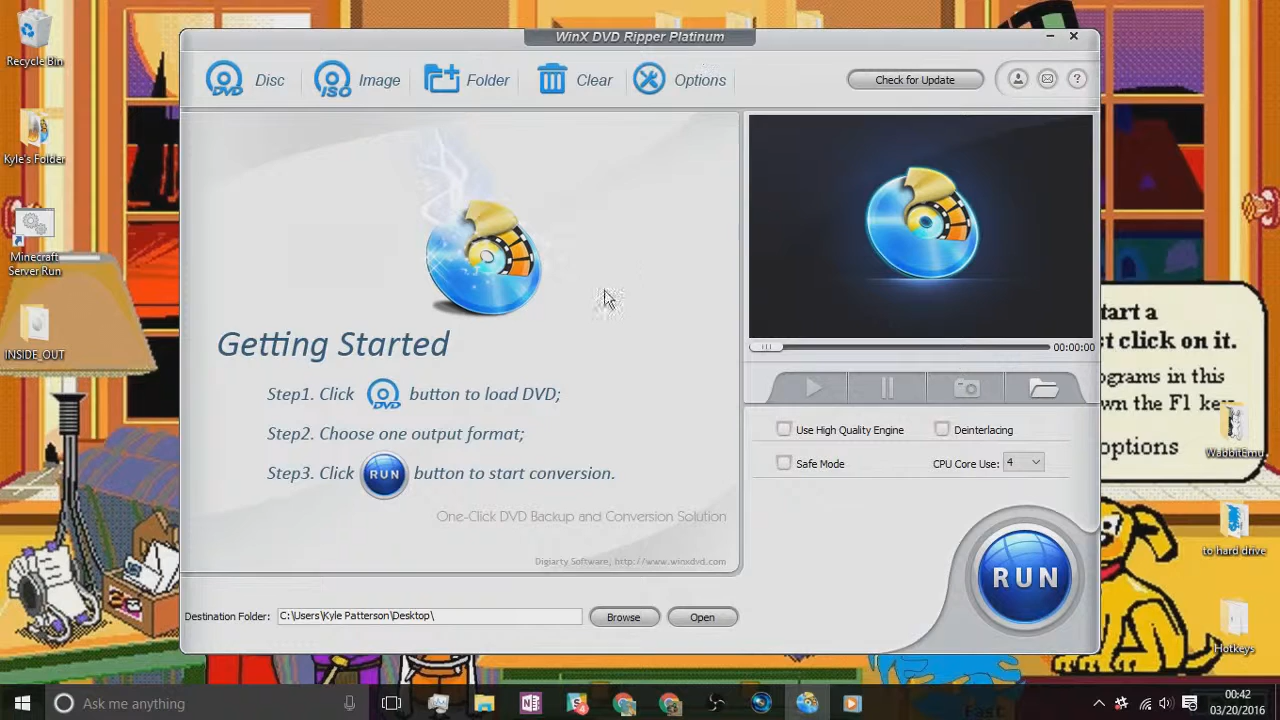 Recycle Bin
Kyle's Folder
Minecraft
Server Run
INSIDE_OUT
WinX DVD Ripper Platinum
DVD Disc
ISO Image
Folder
Clear
Options
Check for Update
?
Getting Started
Step1. Click DVD button to load DVD;
Step2. Choose one output format;
Step3. Click RUN button to start conversion.
One-Click DVD Backup and Conversion Solution
Digiarty Software, http://www.winxdvd.com
Destination Folder: C:\Users\Kyle Patterson\Desktop\ Browse Open
00:00:00
Use High Quality Engine
Deinterlacing
Safe Mode
CPU Core Use: 4
RUN
tart a
st click on it.
ograms in this
wn the F1 key
options
WabbitEmu
to hard drive
Hotkeys
Ask me anything
00:42
03/20/2016